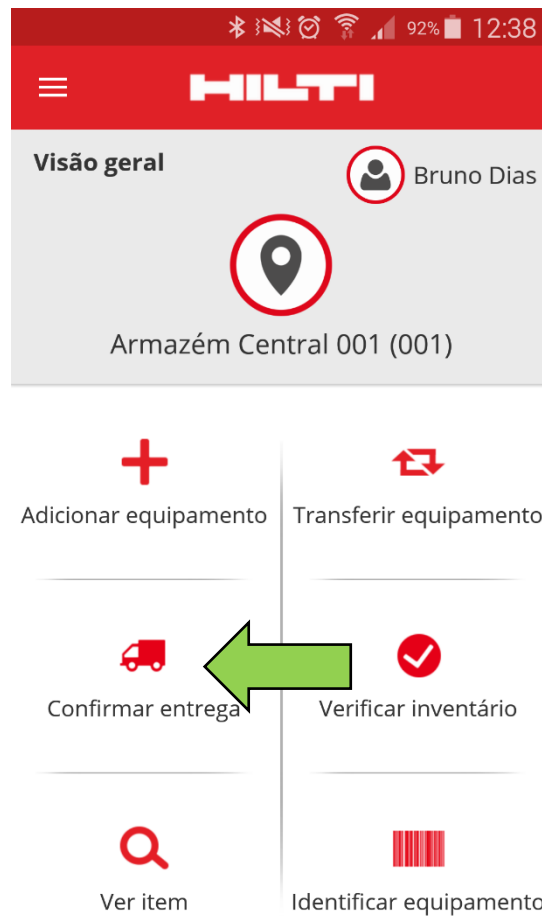 92% 12:38
HILTI
Visão geral
Bruno Dias
Armazém Central 001 (001)
Adicionar equipamento
Transferir equipamento
Confirmar entrega
Verificar inventário
Ver item
Identificar equipamento